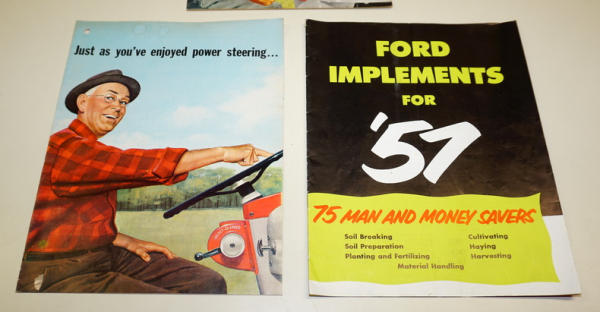 Just as you've enjoyed power steering...
FORD
IMPLEMENTS
FOR
'57
75 MAN AND MONEY SAVERS
Soil Breaking
Cultivating
Soil Preparation
Haying
Planting and Fertilizing
Harvesting
Material Handling